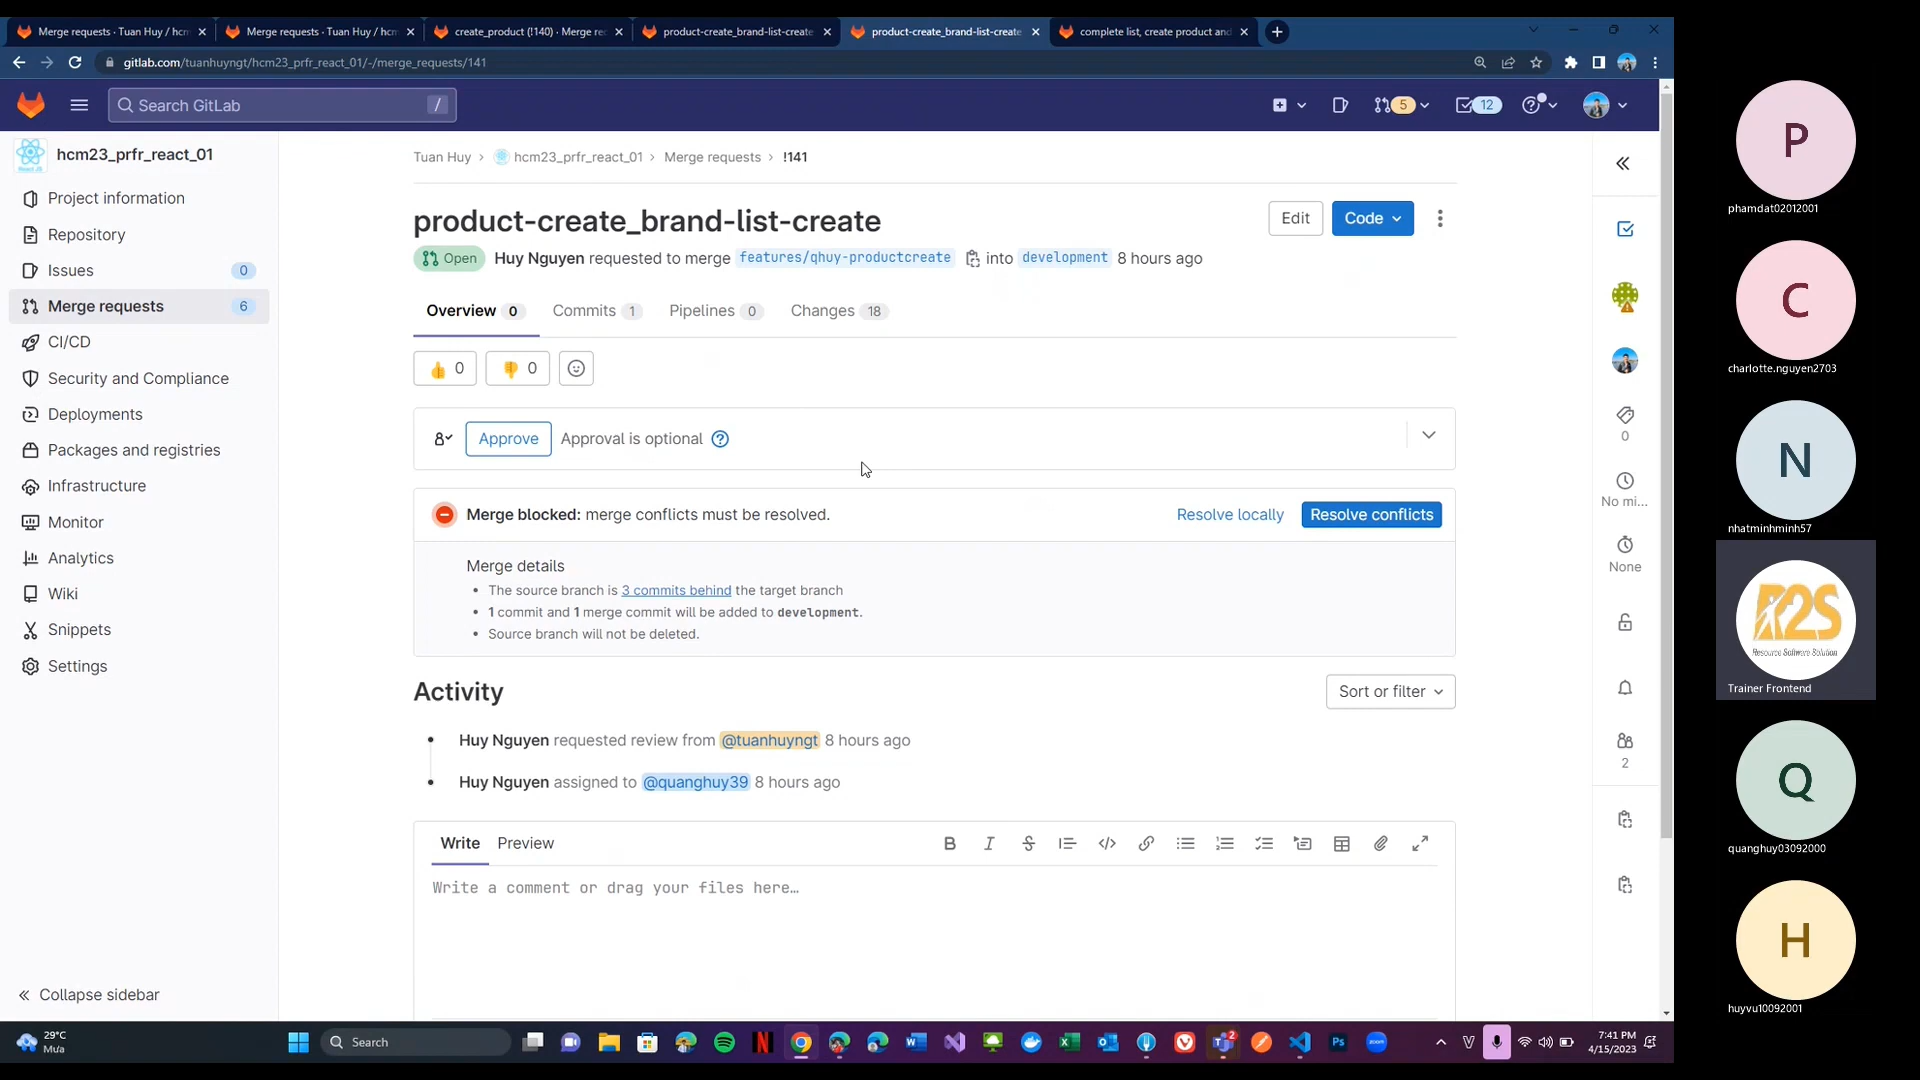 Merge requests · Tuan Huy / hcm
Merge requests · Tuan Huy / hcm
create_product (!140) · Merge re
product-create_brand-list-create
product-create_brand-list-create
complete list, create product and
gitlab.com/tuanhuyngt/hcm23_prfr_react_01/-/merge_requests/141
Search GitLab
/
5
12
hcm23_prfr_react_01
Project information
Repository
Issues 0
Merge requests 6
CI/CD
Security and Compliance
Deployments
Packages and registries
Infrastructure
Monitor
Analytics
Wiki
Snippets
Settings
Collapse sidebar
Tuan Huy › hcm23_prfr_react_01 › Merge requests › !141
product-create_brand-list-create
Edit
Code
Open Huy Nguyen requested to merge features/qhuy-productcreate into development 8 hours ago
Overview 0 Commits 1 Pipelines 0 Changes 18
👍 0 👎 0
Approve Approval is optional
Merge blocked: merge conflicts must be resolved.
Resolve locally
Resolve conflicts
Merge details
• The source branch is 3 commits behind the target branch
• 1 commit and 1 merge commit will be added to development.
• Source branch will not be deleted.
Activity
Sort or filter
• Huy Nguyen requested review from @tuanhuyngt 8 hours ago
• Huy Nguyen assigned to @quanghuy39 8 hours ago
Write Preview
Write a comment or drag your files here…
0
No mi...
None
2
P
phamdat02012001
C
charlotte.nguyen2703
N
nhatminhminh57
R2S
Resource Software Solution
Trainer Frontend
Q
quanghuy03092000
H
huyvu10092001
29°C
Mưa
Search
2
Ps
zoom
7:41 PM
4/15/2023